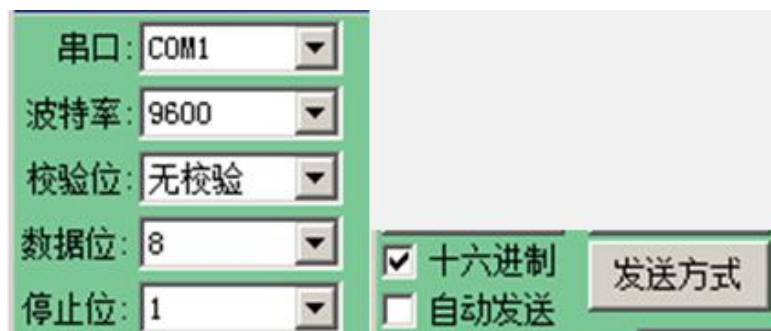 串口: COM1
波特率: 9600
校验位: 无校验
数据位: 8
停止位: 1
十六进制
自动发送
发送方式